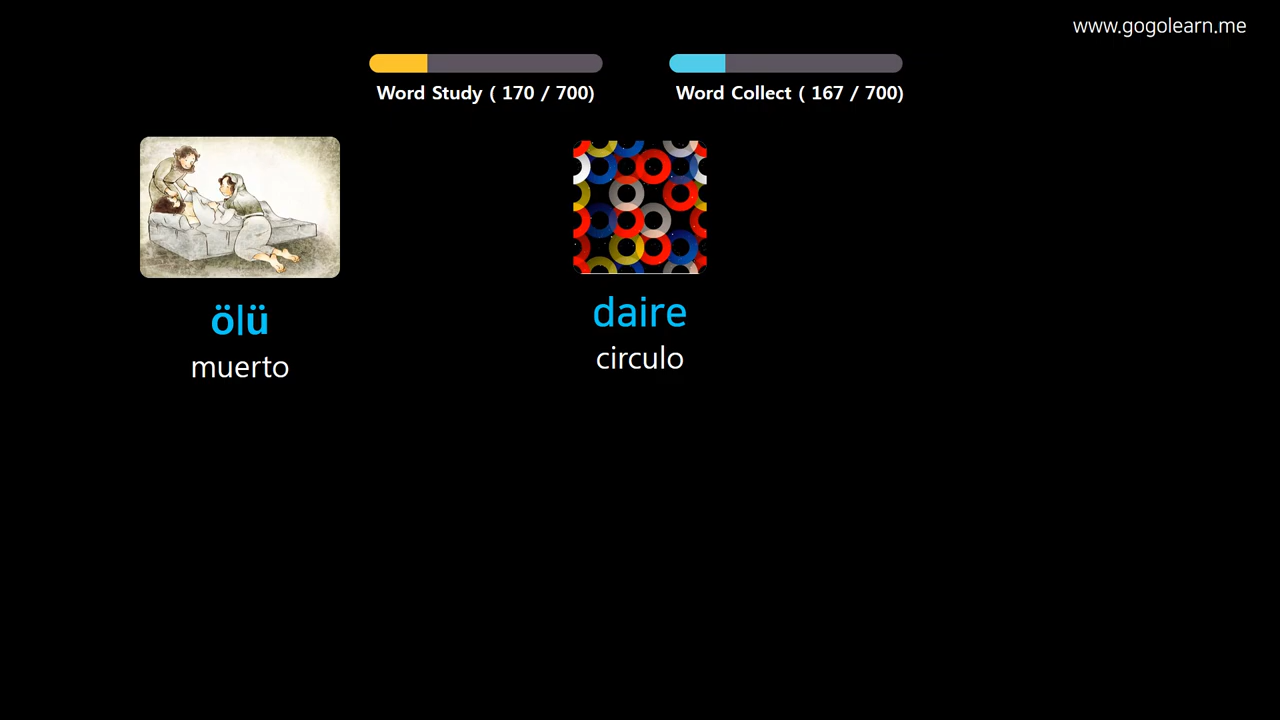 www.gogolearn.me
Word Study ( 170 / 700)
Word Collect ( 167 / 700)
ölü
muerto
daire
circulo